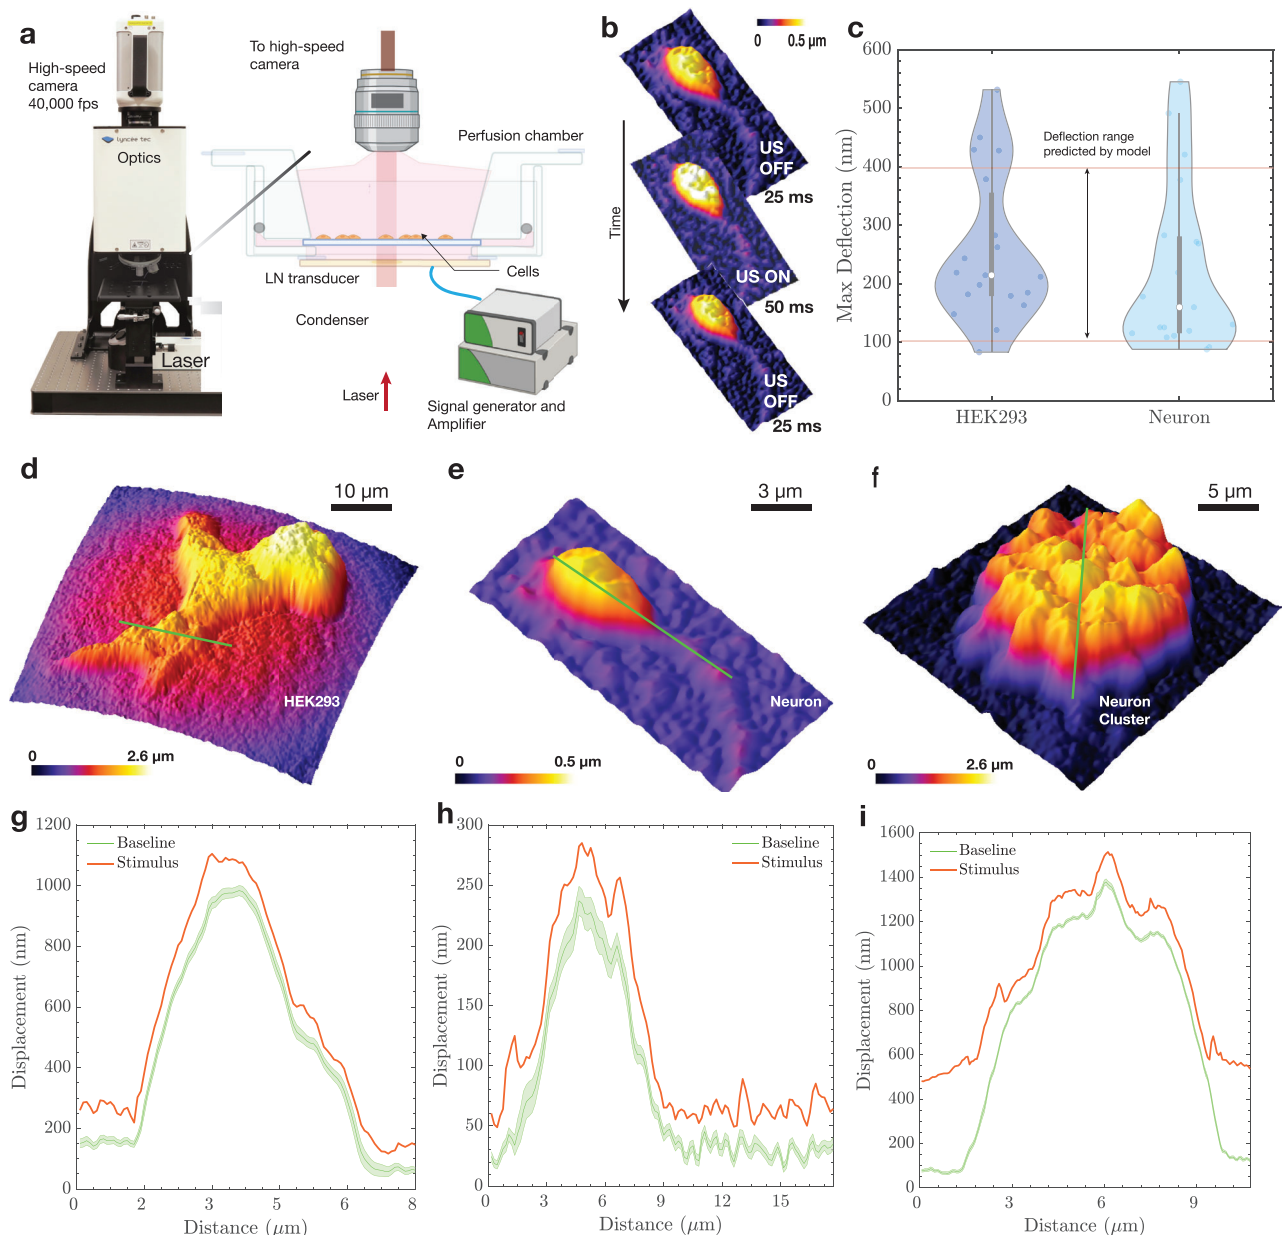 a
High-speed
camera
40,000 fps
lyncée tec
Optics
Laser
To high-speed
camera
Perfusion chamber
LN transducer
Cells
Condenser
Laser
Signal generator and
Amplifier
b
0 0.5 µm
Time
US
OFF
25 ms
US ON
50 ms
US
OFF
25 ms
c
Max Deflection (nm)
600
500
400
300
200
100
0
Deflection range
predicted by model
HEK293 Neuron
d
10 µm
HEK293
0 2.6 µm
e
3 µm
Neuron
0 0.5 µm
f
5 µm
Neuron
Cluster
0 2.6 µm
g
Displacement (nm)
1200
1000
800
600
400
200
0
Baseline
Stimulus
0 2 3 5 6 8
Distance (µm)
h
Displacement (nm)
300
250
200
150
100
50
0
Baseline
Stimulus
0 3 6 9 12 15
Distance (µm)
i
Displacement (nm)
1600
1400
1200
1000
800
600
400
200
0
Baseline
Stimulus
0 3 6 9
Distance (µm)